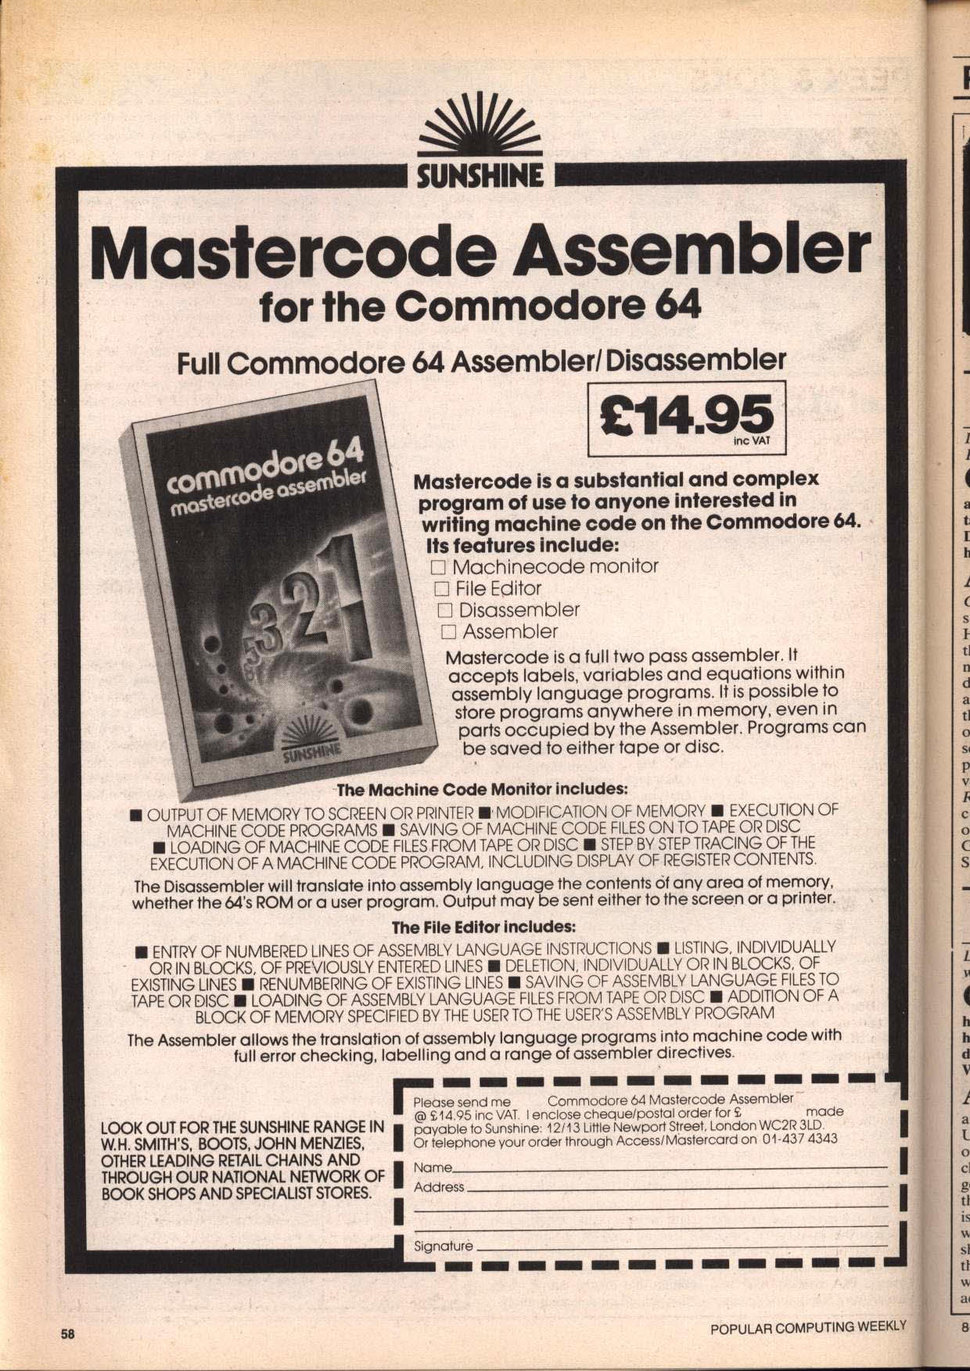 SUNSHINE
Mastercode Assembler
for the Commodore 64
Full Commodore 64 Assembler/Disassembler
£14.95
inc VAT
commodore 64
mastercode assembler
1
2
3
SUNSHINE
Mastercode is a substantial and complex
program of use to anyone interested in
writing machine code on the Commodore 64.
Its features include:
□ Machinecode monitor
□ File Editor
□ Disassembler
□ Assembler
Mastercode is a full two pass assembler. It
accepts labels, variables and equations within
assembly language programs. It is possible to
store programs anywhere in memory, even in
parts occupied by the Assembler. Programs can
be saved to either tape or disc.
The Machine Code Monitor includes:
■ OUTPUT OF MEMORY TO SCREEN OR PRINTER ■ MODIFICATION OF MEMORY ■ EXECUTION OF
MACHINE CODE PROGRAMS ■ SAVING OF MACHINE CODE FILES ON TO TAPE OR DISC
■ LOADING OF MACHINE CODE FILES FROM TAPE OR DISC ■ STEP BY STEP TRACING OF THE
EXECUTION OF A MACHINE CODE PROGRAM, INCLUDING DISPLAY OF REGISTER CONTENTS.
The Disassembler will translate into assembly language the contents of any area of memory,
whether the 64's ROM or a user program. Output may be sent either to the screen or a printer.
The File Editor includes:
■ ENTRY OF NUMBERED LINES OF ASSEMBLY LANGUAGE INSTRUCTIONS ■ LISTING, INDIVIDUALLY
OR IN BLOCKS, OF PREVIOUSLY ENTERED LINES ■ DELETION, INDIVIDUALLY OR IN BLOCKS, OF
EXISTING LINES ■ RENUMBERING OF EXISTING LINES ■ SAVING OF ASSEMBLY LANGUAGE FILES TO
TAPE OR DISC ■ LOADING OF ASSEMBLY LANGUAGE FILES FROM TAPE OR DISC ■ ADDITION OF A
BLOCK OF MEMORY SPECIFIED BY THE USER TO THE USER'S ASSEMBLY PROGRAM
The Assembler allows the translation of assembly language programs into machine code with
full error checking, labelling and a range of assembler directives.
LOOK OUT FOR THE SUNSHINE RANGE IN
W.H. SMITH'S, BOOTS, JOHN MENZIES,
OTHER LEADING RETAIL CHAINS AND
THROUGH OUR NATIONAL NETWORK OF
BOOK SHOPS AND SPECIALIST STORES.
Please send me Commodore 64 Mastercode Assembler
@ £14.95 inc VAT. I enclose cheque/postal order for £ made
payable to Sunshine: 12/13 Little Newport Street, London WC2R 3LD.
Or telephone your order through Access/Mastercard on 01-437 4343
Name
Address
Signature
58
POPULAR COMPUTING WEEKLY